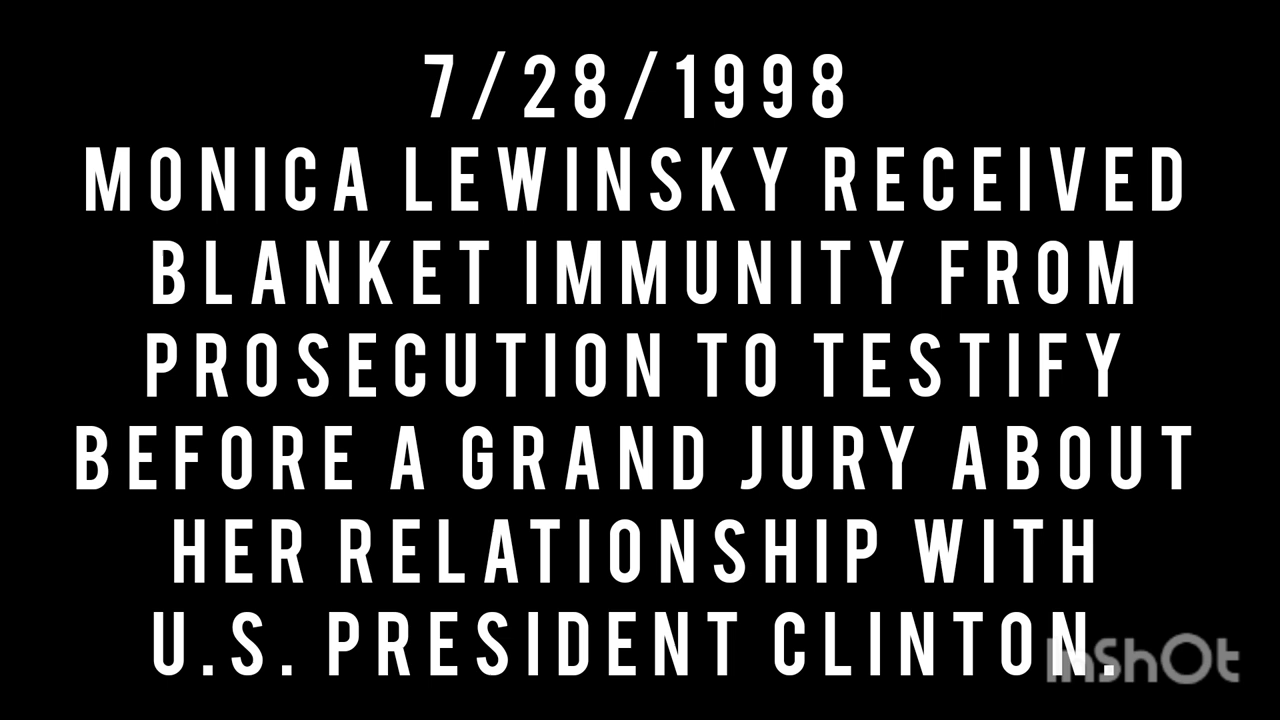 7/28/1998
MONICA LEWINSKY RECEIVED
BLANKET IMMUNITY FROM
PROSECUTION TO TESTIFY
BEFORE A GRAND JURY ABOUT
HER RELATIONSHIP WITH
U.S. PRESIDENT CLINTON.
InShOt